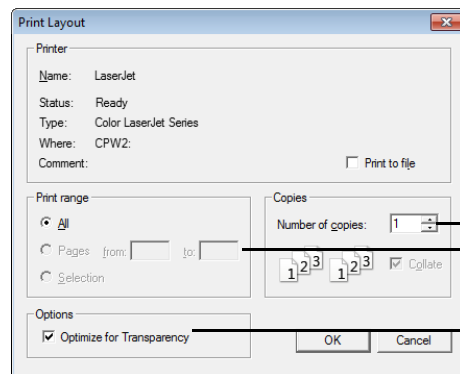 Print Layout
Printer
Name: LaserJet
Status: Ready
Type: Color LaserJet Series
Where: CPW2:
Comment: Print to file
Print range
All
Pages from: to:
Selection
Copies
Number of copies: 1
1 2 3 1 2 3 Collate
Options
Optimize for Transparency
OK Cancel